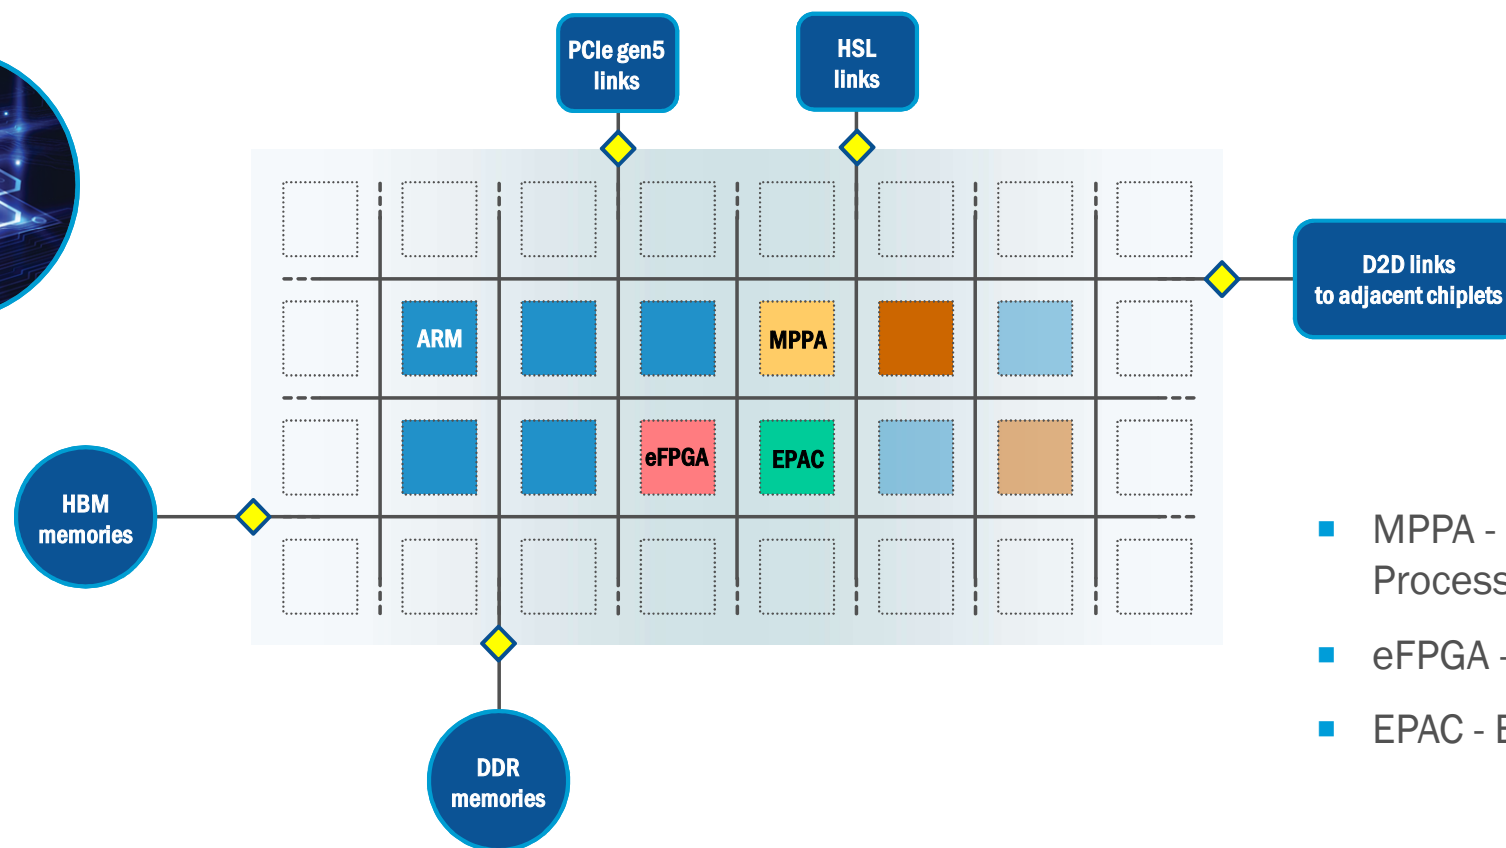 PCIe gen5
links
HSL
links
D2D links
to adjacent chiplets
ARM
MPPA
eFPGA
EPAC
HBM
memories
DDR
memories
MPPA -
Process
eFPGA -
EPAC -